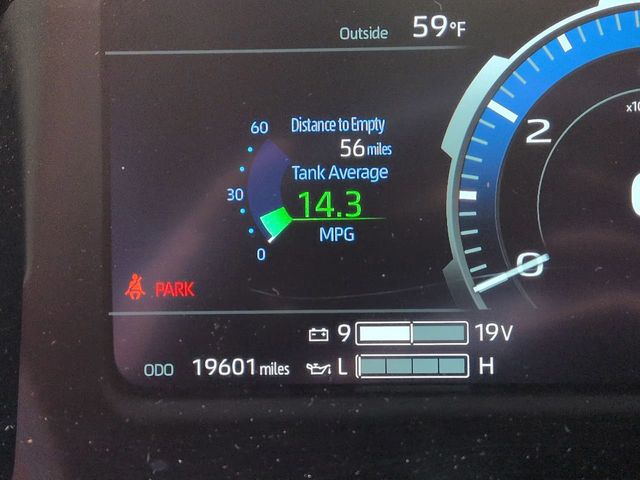 Outside 59°F
60 Distance to Empty
56 miles
Tank Average
30 14.3
MPG
0
2
0
PARK
9 19V
ODO 19601 miles L H